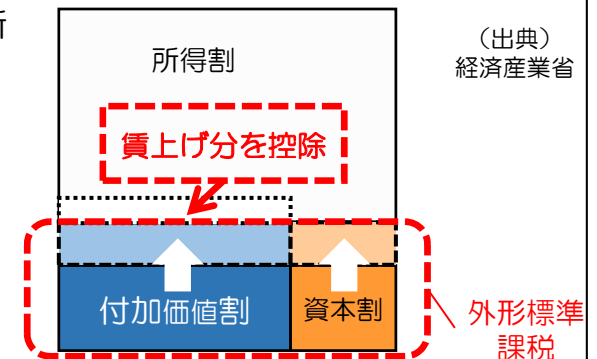 所得割
（出典）
経済産業省
賃上げ分を控除
付加価値割
資本割
外形標準
課税